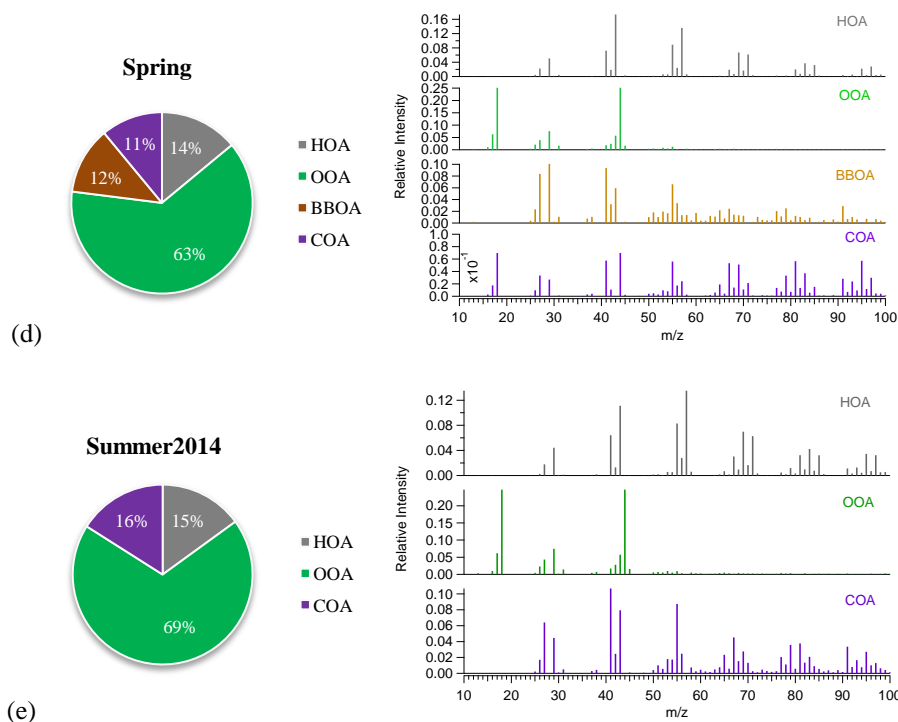 Spring
14%
63%
12%
11%
HOA
OOA
BBOA
COA
Relative Intensity
0.16
0.12
0.08
0.04
0.00
HOA
0.25
0.20
0.15
0.10
0.05
0.00
OOA
0.10
0.08
0.06
0.04
0.02
0.00
BBOA
1.0
0.8
0.6
0.4
0.2
0.0
x10⁻¹
COA
10 20 30 40 50 60 70 80 90 100
m/z
(d)
Summer2014
15%
69%
16%
HOA
OOA
COA
Relative Intensity
0.12
0.08
0.04
0.00
HOA
0.20
0.15
0.10
0.05
0.00
OOA
0.10
0.08
0.06
0.04
0.02
0.00
COA
10 20 30 40 50 60 70 80 90 100
m/z
(e)